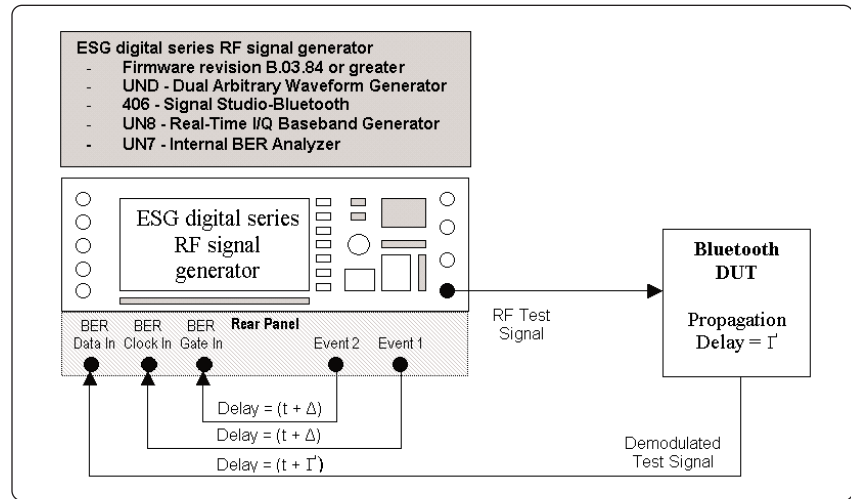 ESG digital series RF signal generator
- Firmware revision B.03.84 or greater
- UND - Dual Arbitrary Waveform Generator
- 406 - Signal Studio-Bluetooth
- UN8 - Real-Time I/Q Baseband Generator
- UN7 - Internal BER Analyzer
ESG digital series
RF signal
generator
Bluetooth
DUT
Propagation
Delay = Γ
RF Test
Signal
Rear Panel
BER
Data In
BER
Clock In
BER
Gate In
Event 2
Event 1
Delay = (t + Δ)
Delay = (t + Δ)
Delay = (t + Γ)
Demodulated
Test Signal